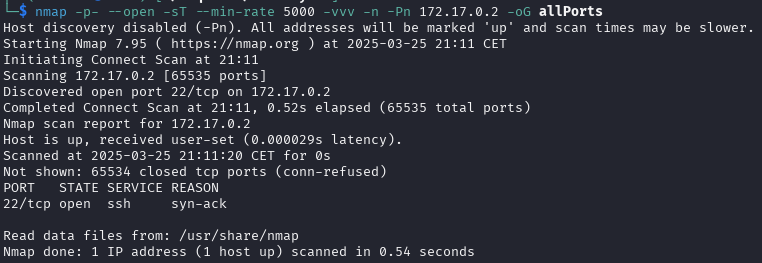 └─$ nmap -p- --open -sT --min-rate 5000 -vvv -n -Pn 172.17.0.2 -oG allPorts
Host discovery disabled (-Pn). All addresses will be marked 'up' and scan times may be slower.
Starting Nmap 7.95 ( https://nmap.org ) at 2025-03-25 21:11 CET
Initiating Connect Scan at 21:11
Scanning 172.17.0.2 [65535 ports]
Discovered open port 22/tcp on 172.17.0.2
Completed Connect Scan at 21:11, 0.52s elapsed (65535 total ports)
Nmap scan report for 172.17.0.2
Host is up, received user-set (0.000029s latency).
Scanned at 2025-03-25 21:11:20 CET for 0s
Not shown: 65534 closed tcp ports (conn-refused)
PORT   STATE SERVICE REASON
22/tcp open  ssh     syn-ack

Read data files from: /usr/share/nmap
Nmap done: 1 IP address (1 host up) scanned in 0.54 seconds